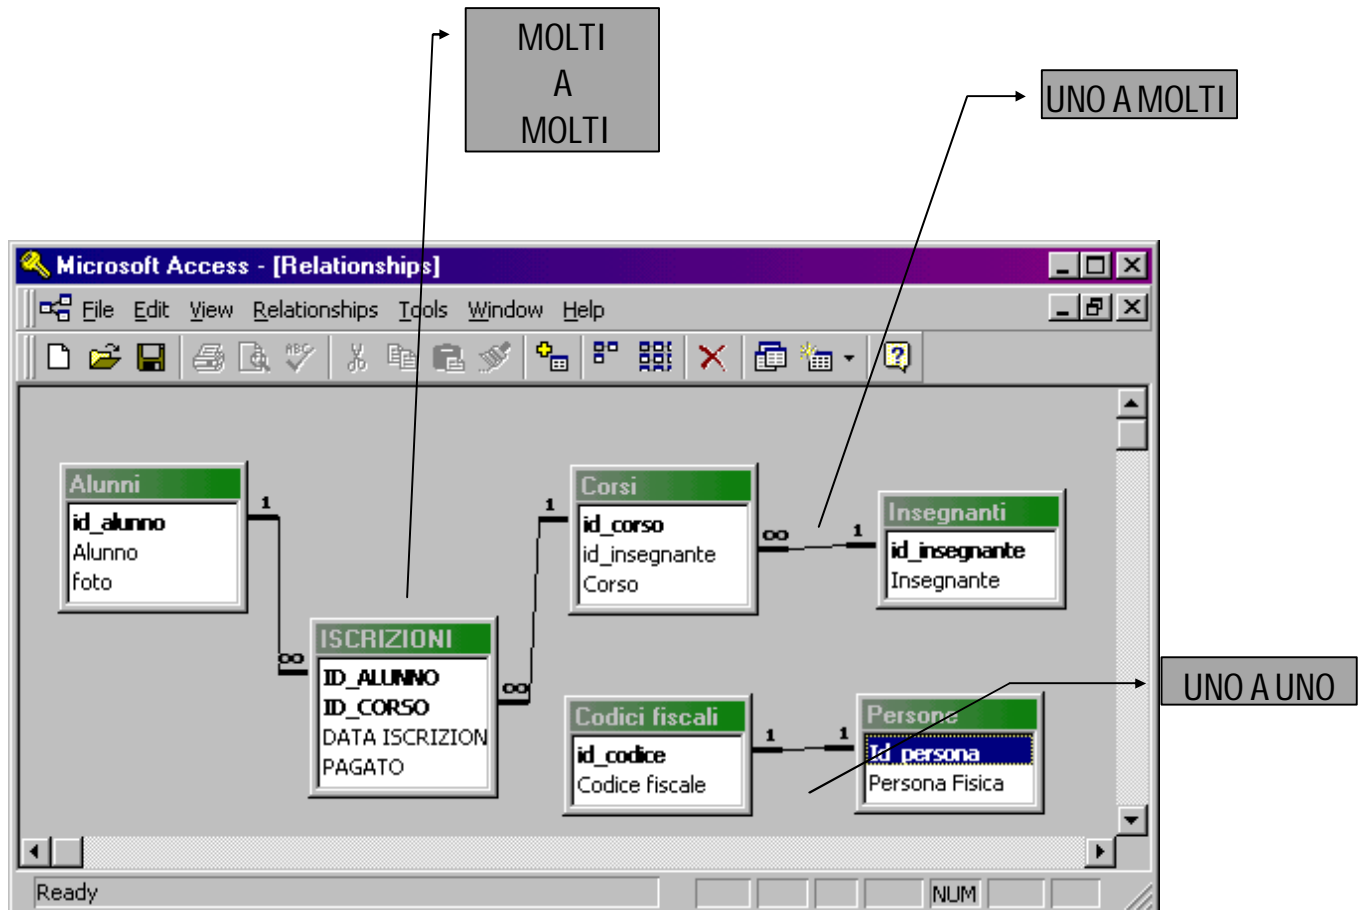 MOLTI
A
MOLTI
UNO A MOLTI
Microsoft Access - [Relationships]
File Edit View Relationships Tools Window Help
ABC
Alunni
id_alunno
Alunno
foto
1
∞
ISCRIZIONI
ID_ALUNNO
ID_CORSO
DATA ISCRIZION
PAGATO
∞
1
Corsi
id_corso
id_insegnante
Corso
∞
1
Insegnanti
id_insegnante
Insegnante
Codici fiscali
id_codice
Codice fiscale
1
1
Persone
Id_persona
Persona Fisica
UNO A UNO
Ready
NUM